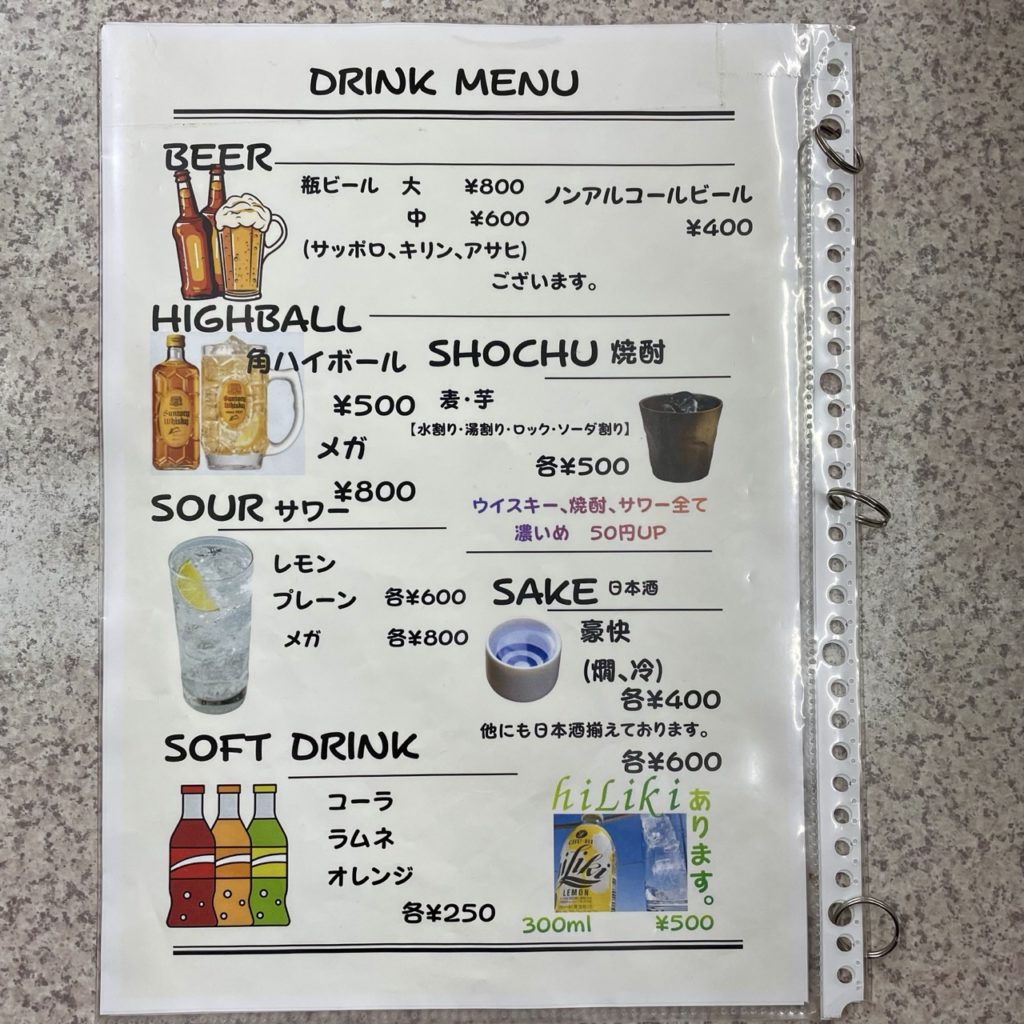 DRINK MENU
BEER
瓶ビール 大 ¥800
中 ¥600
(サッポロ、キリン、アサヒ)
ございます。
ノンアルコールビール
¥400
HIGHBALL
角ハイボール
¥500
メガ
¥800
Suntory
Whisky
Suntory
Whisky
SHOCHU 焼酎
麦・芋
【水割り・湯割り・ロック・ソーダ割り】
各¥500
ウイスキー、焼酎、サワー全て
濃いめ 50円UP
SOUR サワー
レモン
プレーン 各¥600
メガ 各¥800
SAKE 日本酒
豪快
(燗、冷)
各¥400
他にも日本酒揃えております。
各¥600
SOFT DRINK
コーラ
ラムネ
オレンジ
各¥250
hiLiki あります。
iLiki
LEMON
300ml ¥500